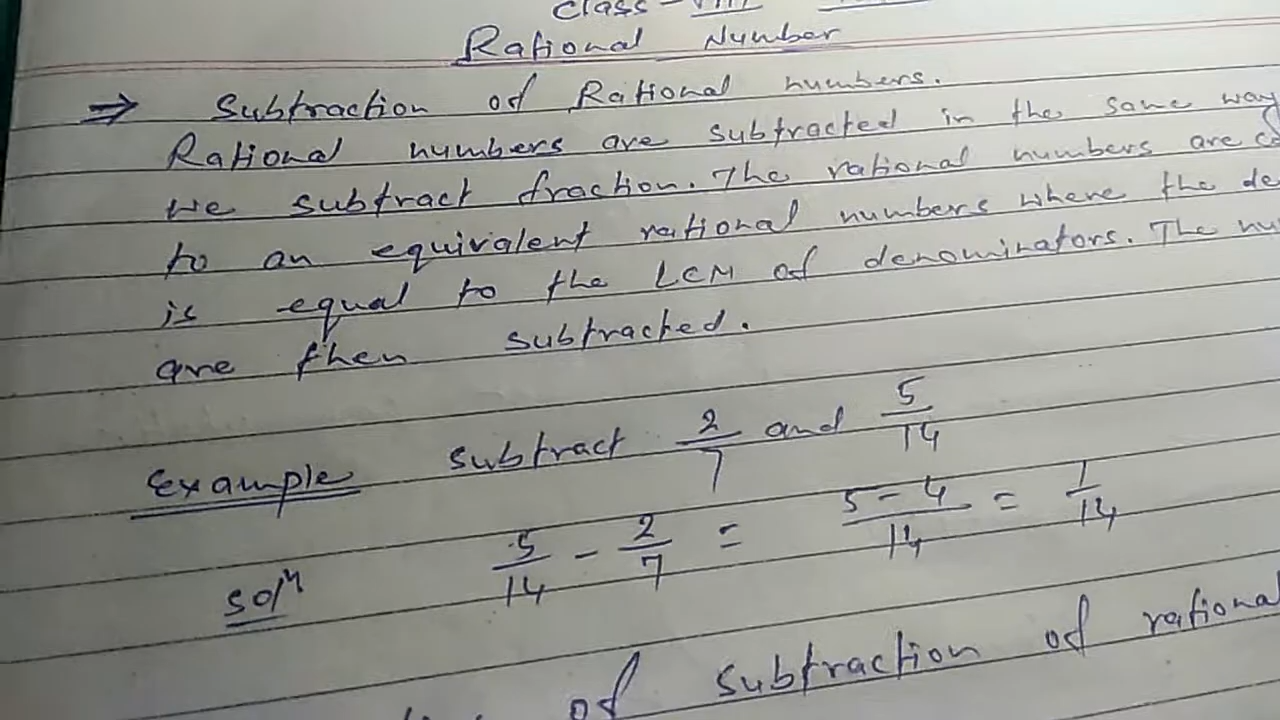 Class - VIII
Rational Number
⇒ Subtraction of Rational numbers.
Rational numbers are subtracted in the same way
we subtract fraction. The rational numbers are
to an equivalent rational numbers where the
is equal to the LCM of denominators. The
are then subtracted.
Example subtract 2/7 and 5/14
Solⁿ 5/14 - 2/7 = 5-4/14 = 1/14
of subtraction of rational